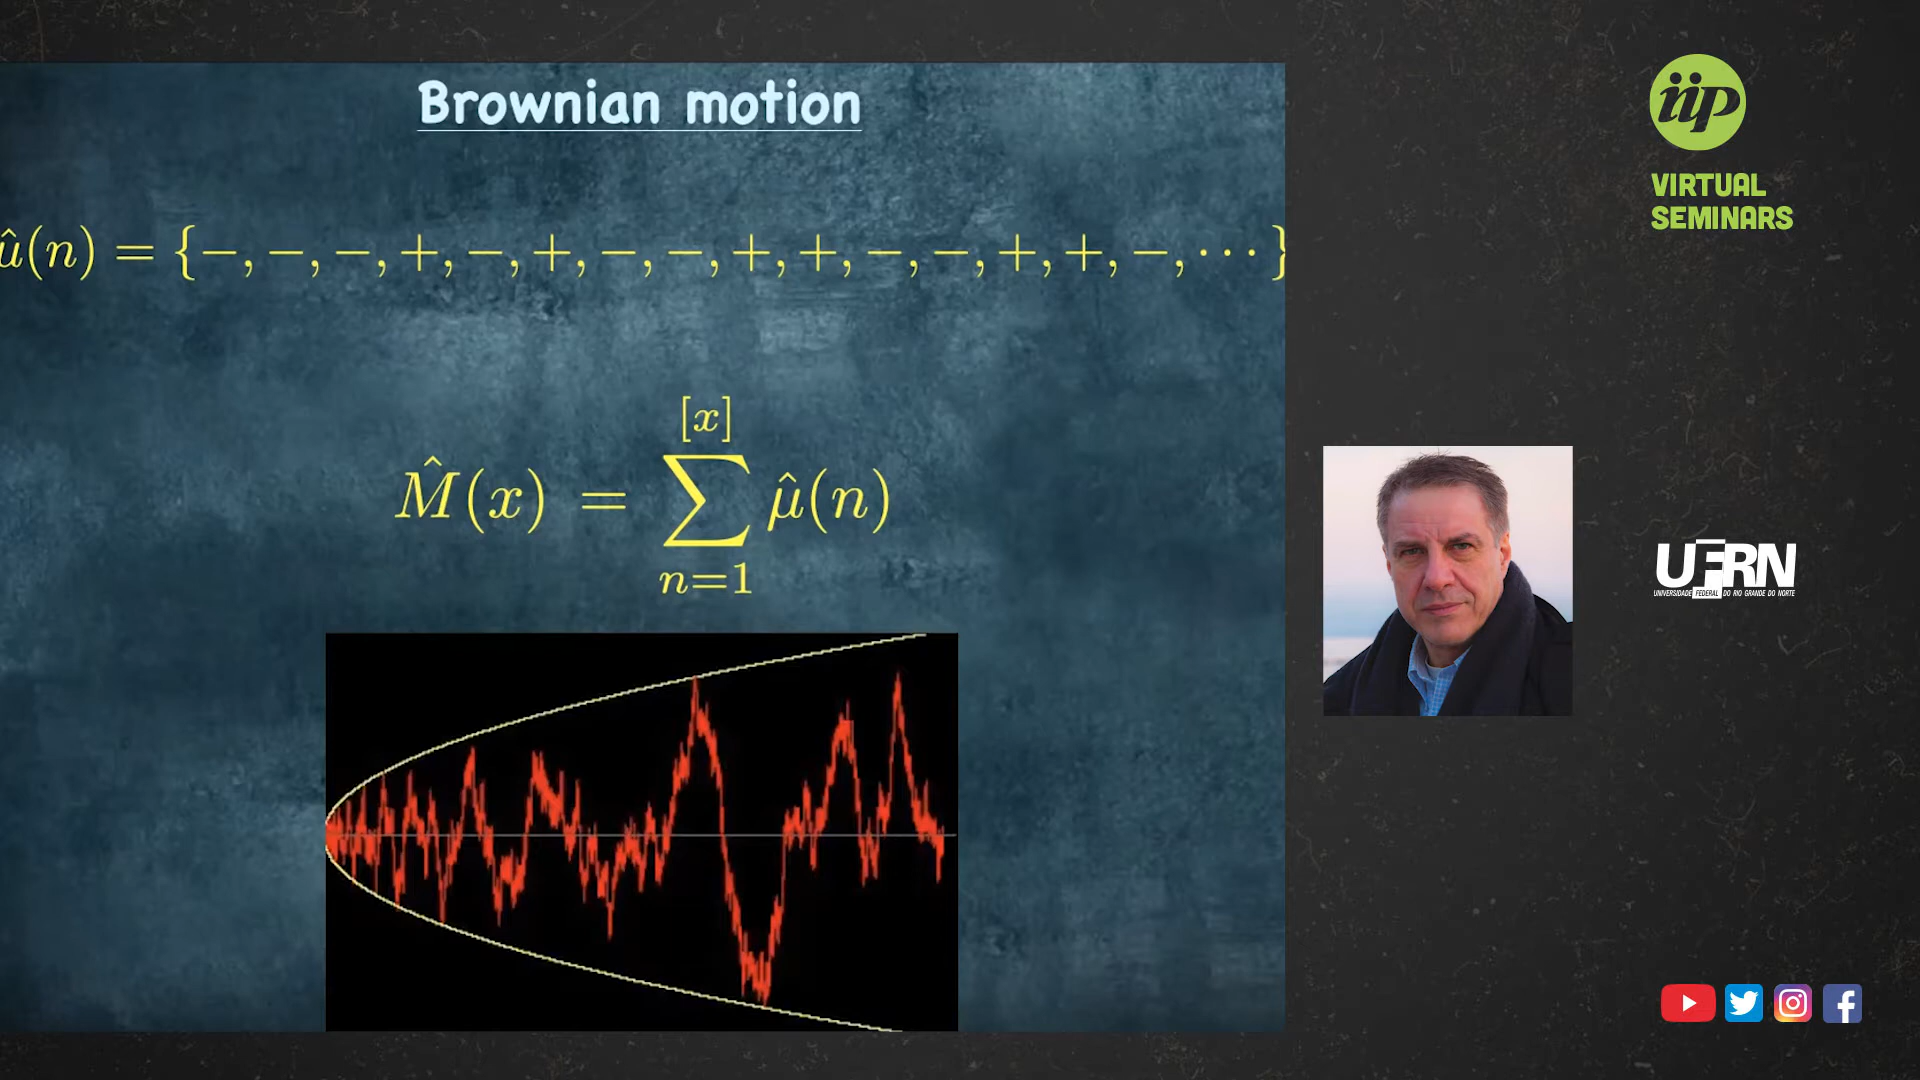 Brownian motion
μ̂(n) = {−, −, −, +, −, +, −, −, +, +, −, −, +, +, −, ⋯}
[x]
M̂(x) = ∑ μ̂(n)
n=1
iip
VIRTUAL
SEMINARS
UFRN
UNIVERSIDADE FEDERAL DO RIO GRANDE DO NORTE